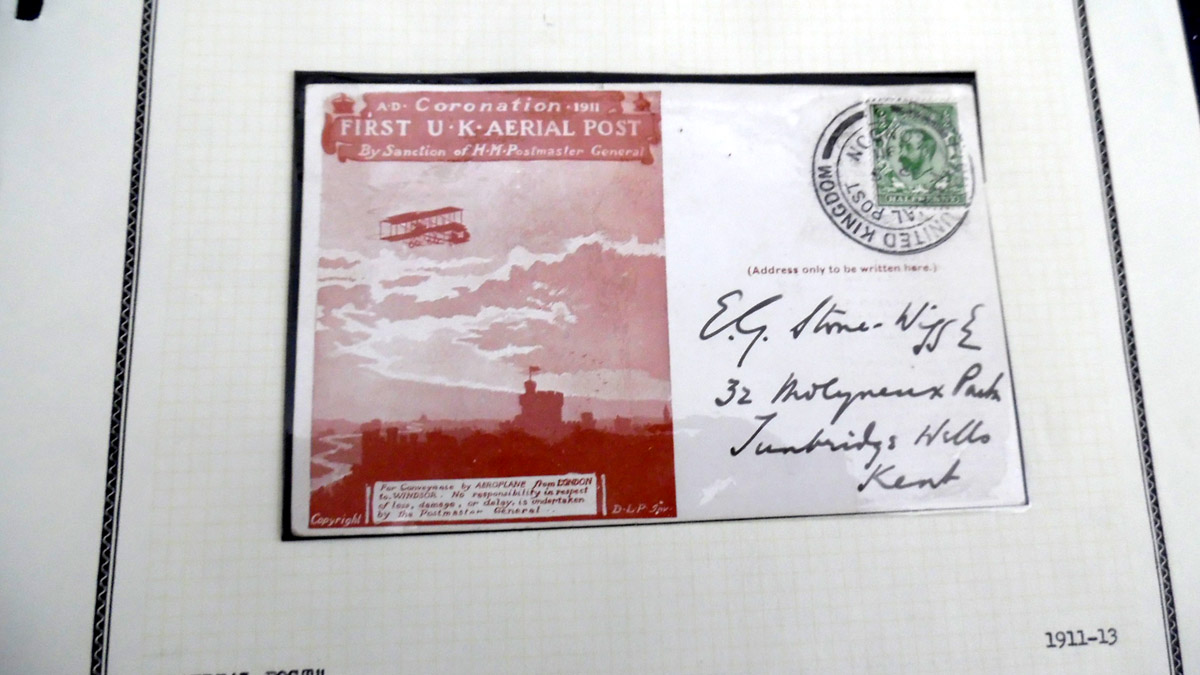 A·D· Coronation · 1911
FIRST U·K·AERIAL POST
By Sanction of H·M·Postmaster General
For Conveyance by AEROPLANE from LONDON
to WINDSOR. No responsibility in respect
of loss, damage, or delay, is undertaken
by the Postmaster General
Copyright
D·L·P·
UNITED KINGDOM
POST
HALFPENNY
(Address only to be written here.)
E.G. Stone-Wigg E
32 Molyneux Park
Tunbridge Wells
Kent
1911-13
POST"